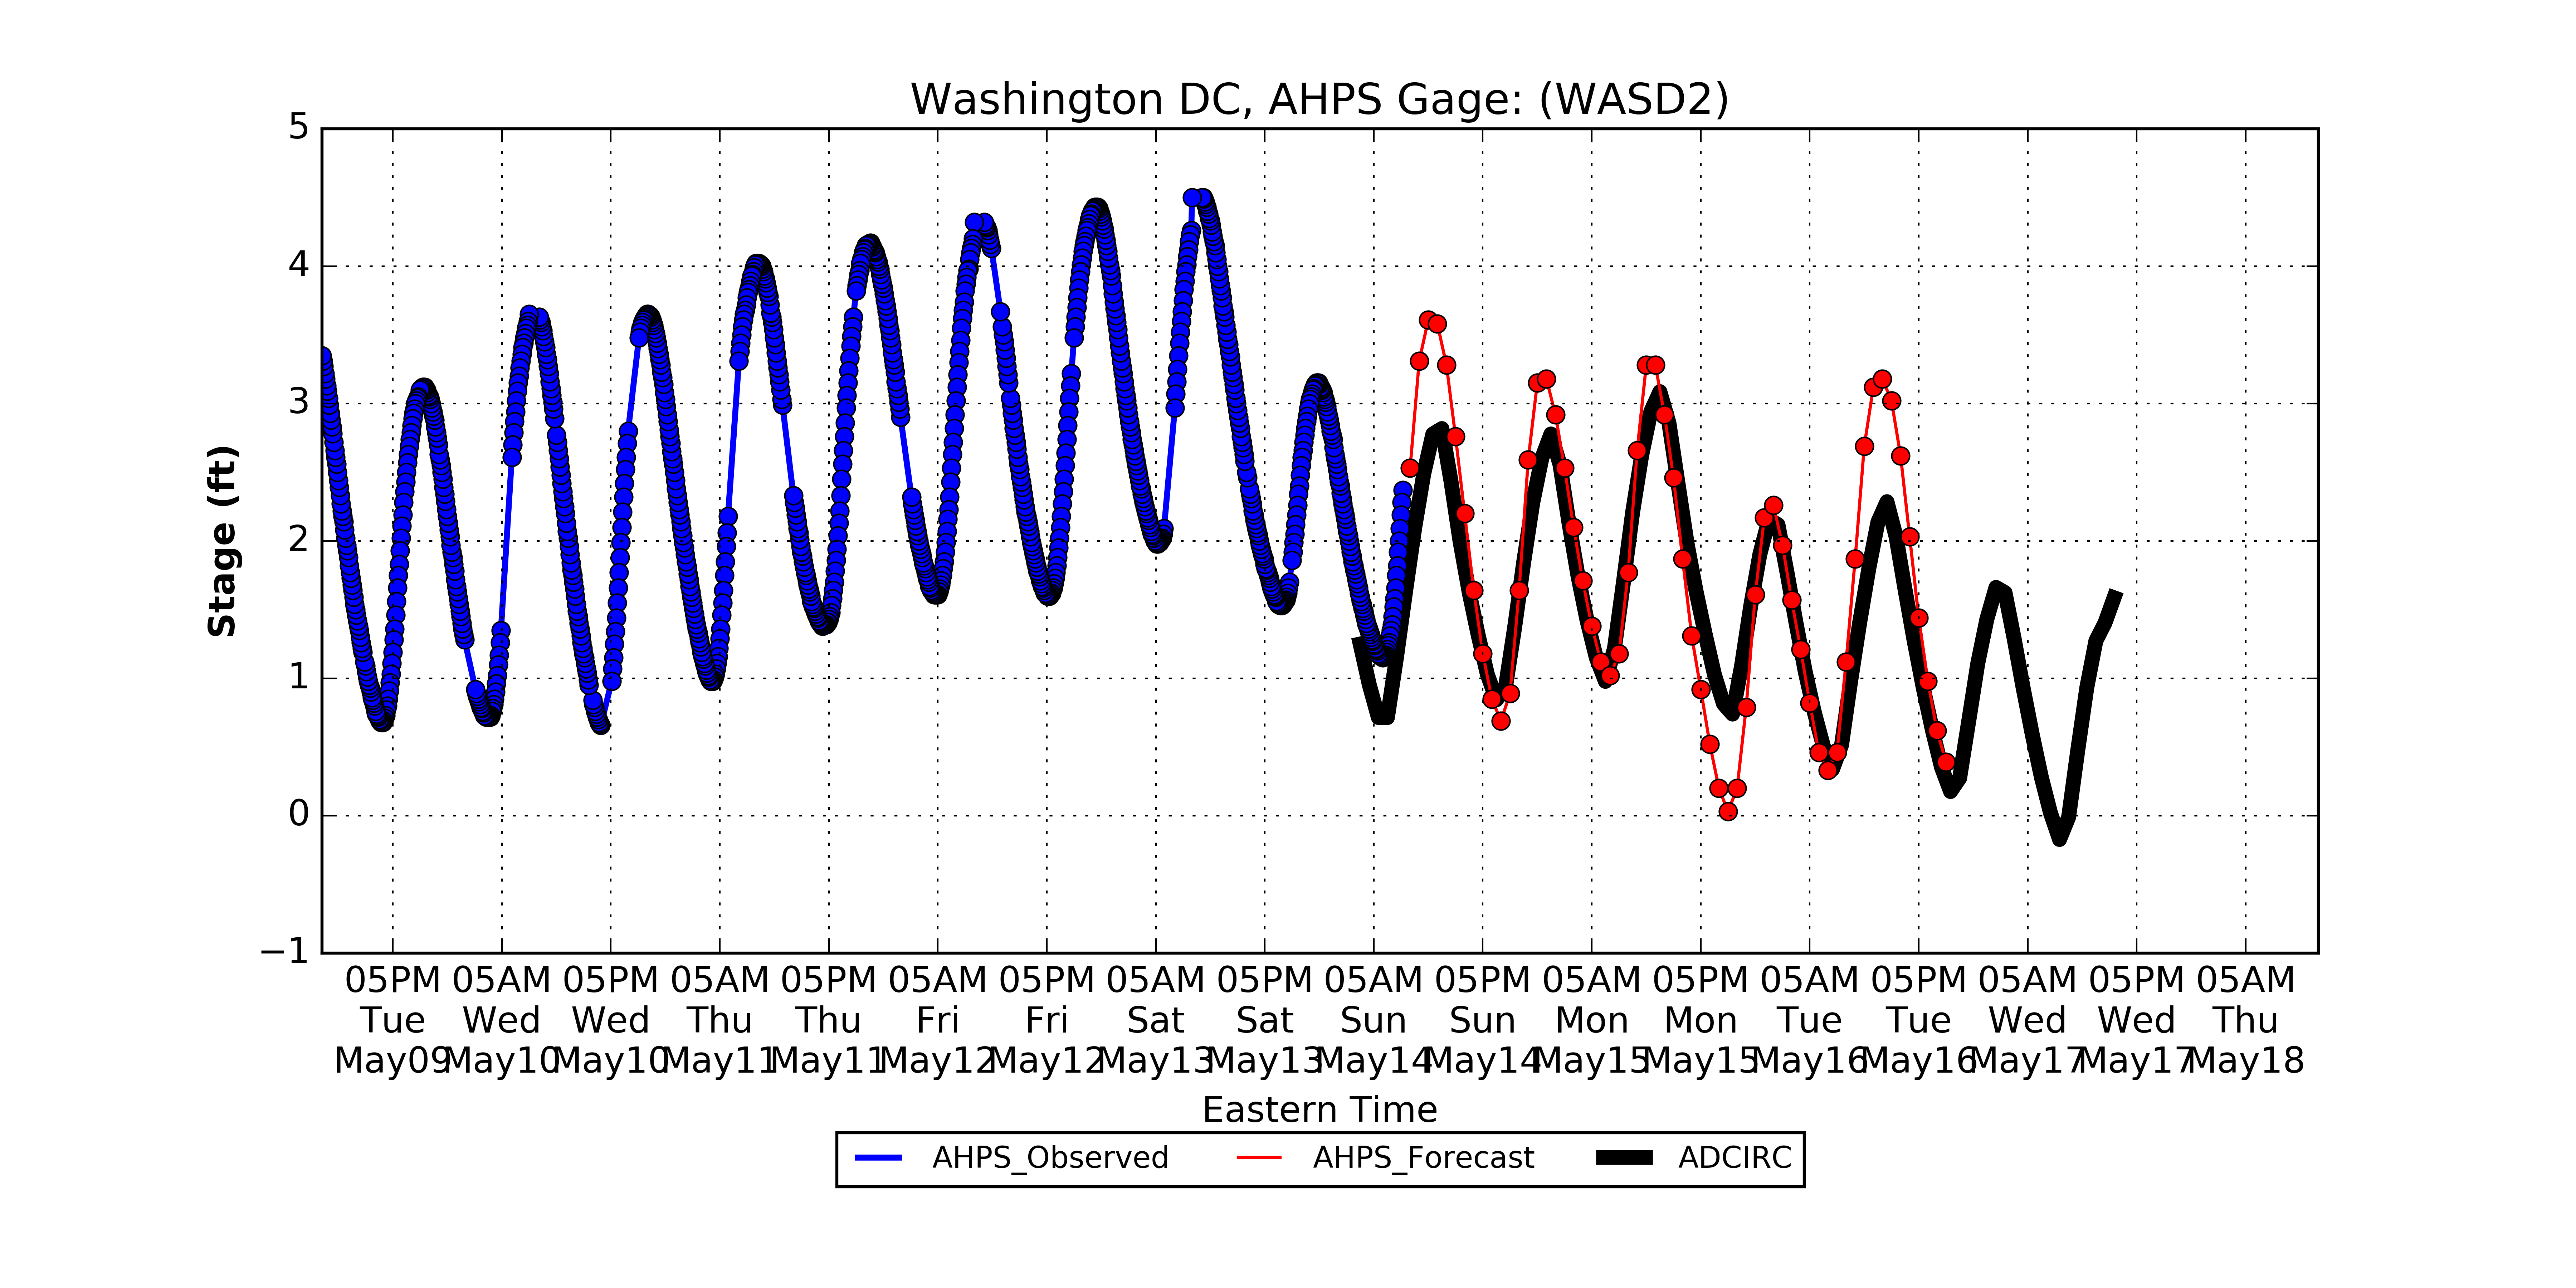 Washington DC, AHPS Gage: (WASD2)
5
4
3
2
1
0
−1
Stage (ft)
05PM 05AM 05PM 05AM 05PM 05AM 05PM 05AM 05PM 05AM 05PM 05AM 05PM 05AM 05PM 05AM 05PM 05AM
Tue Wed Wed Thu Thu Fri Fri Sat Sat Sun Sun Mon Mon Tue Tue Wed Wed Thu
May09 May10 May10 May11 May11 May12 May12 May13 May13 May14 May14 May15 May15 May16 May16 May17 May17 May18
Eastern Time
AHPS_Observed AHPS_Forecast ADCIRC